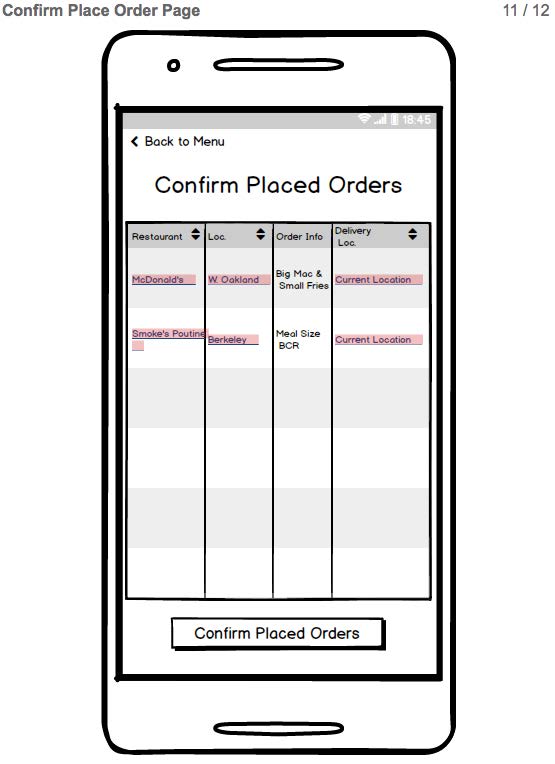 Confirm Place Order Page 11 / 12
18:45
Back to Menu
Confirm Placed Orders
Restaurant Loc. Order Info Delivery
Loc.
McDonald's W. Oakland Big Mac &
Small Fries Current Location
Smoke's Poutine Berkeley Meal Size
BCR Current Location
Confirm Placed Orders